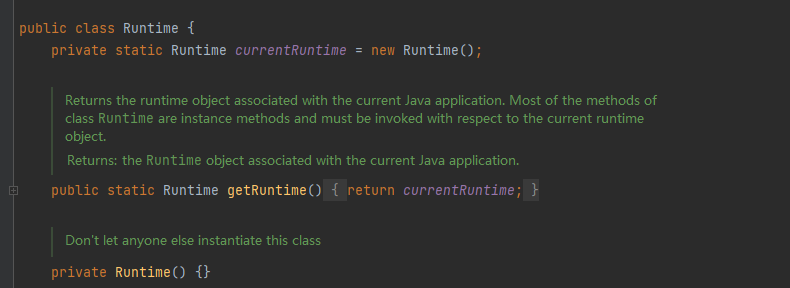 public class Runtime {
private static Runtime currentRuntime = new Runtime();
Returns the runtime object associated with the current Java application. Most of the methods of
class Runtime are instance methods and must be invoked with respect to the current runtime
object.
Returns: the Runtime object associated with the current Java application.
public static Runtime getRuntime() { return currentRuntime; }
Don't let anyone else instantiate this class
private Runtime() {}